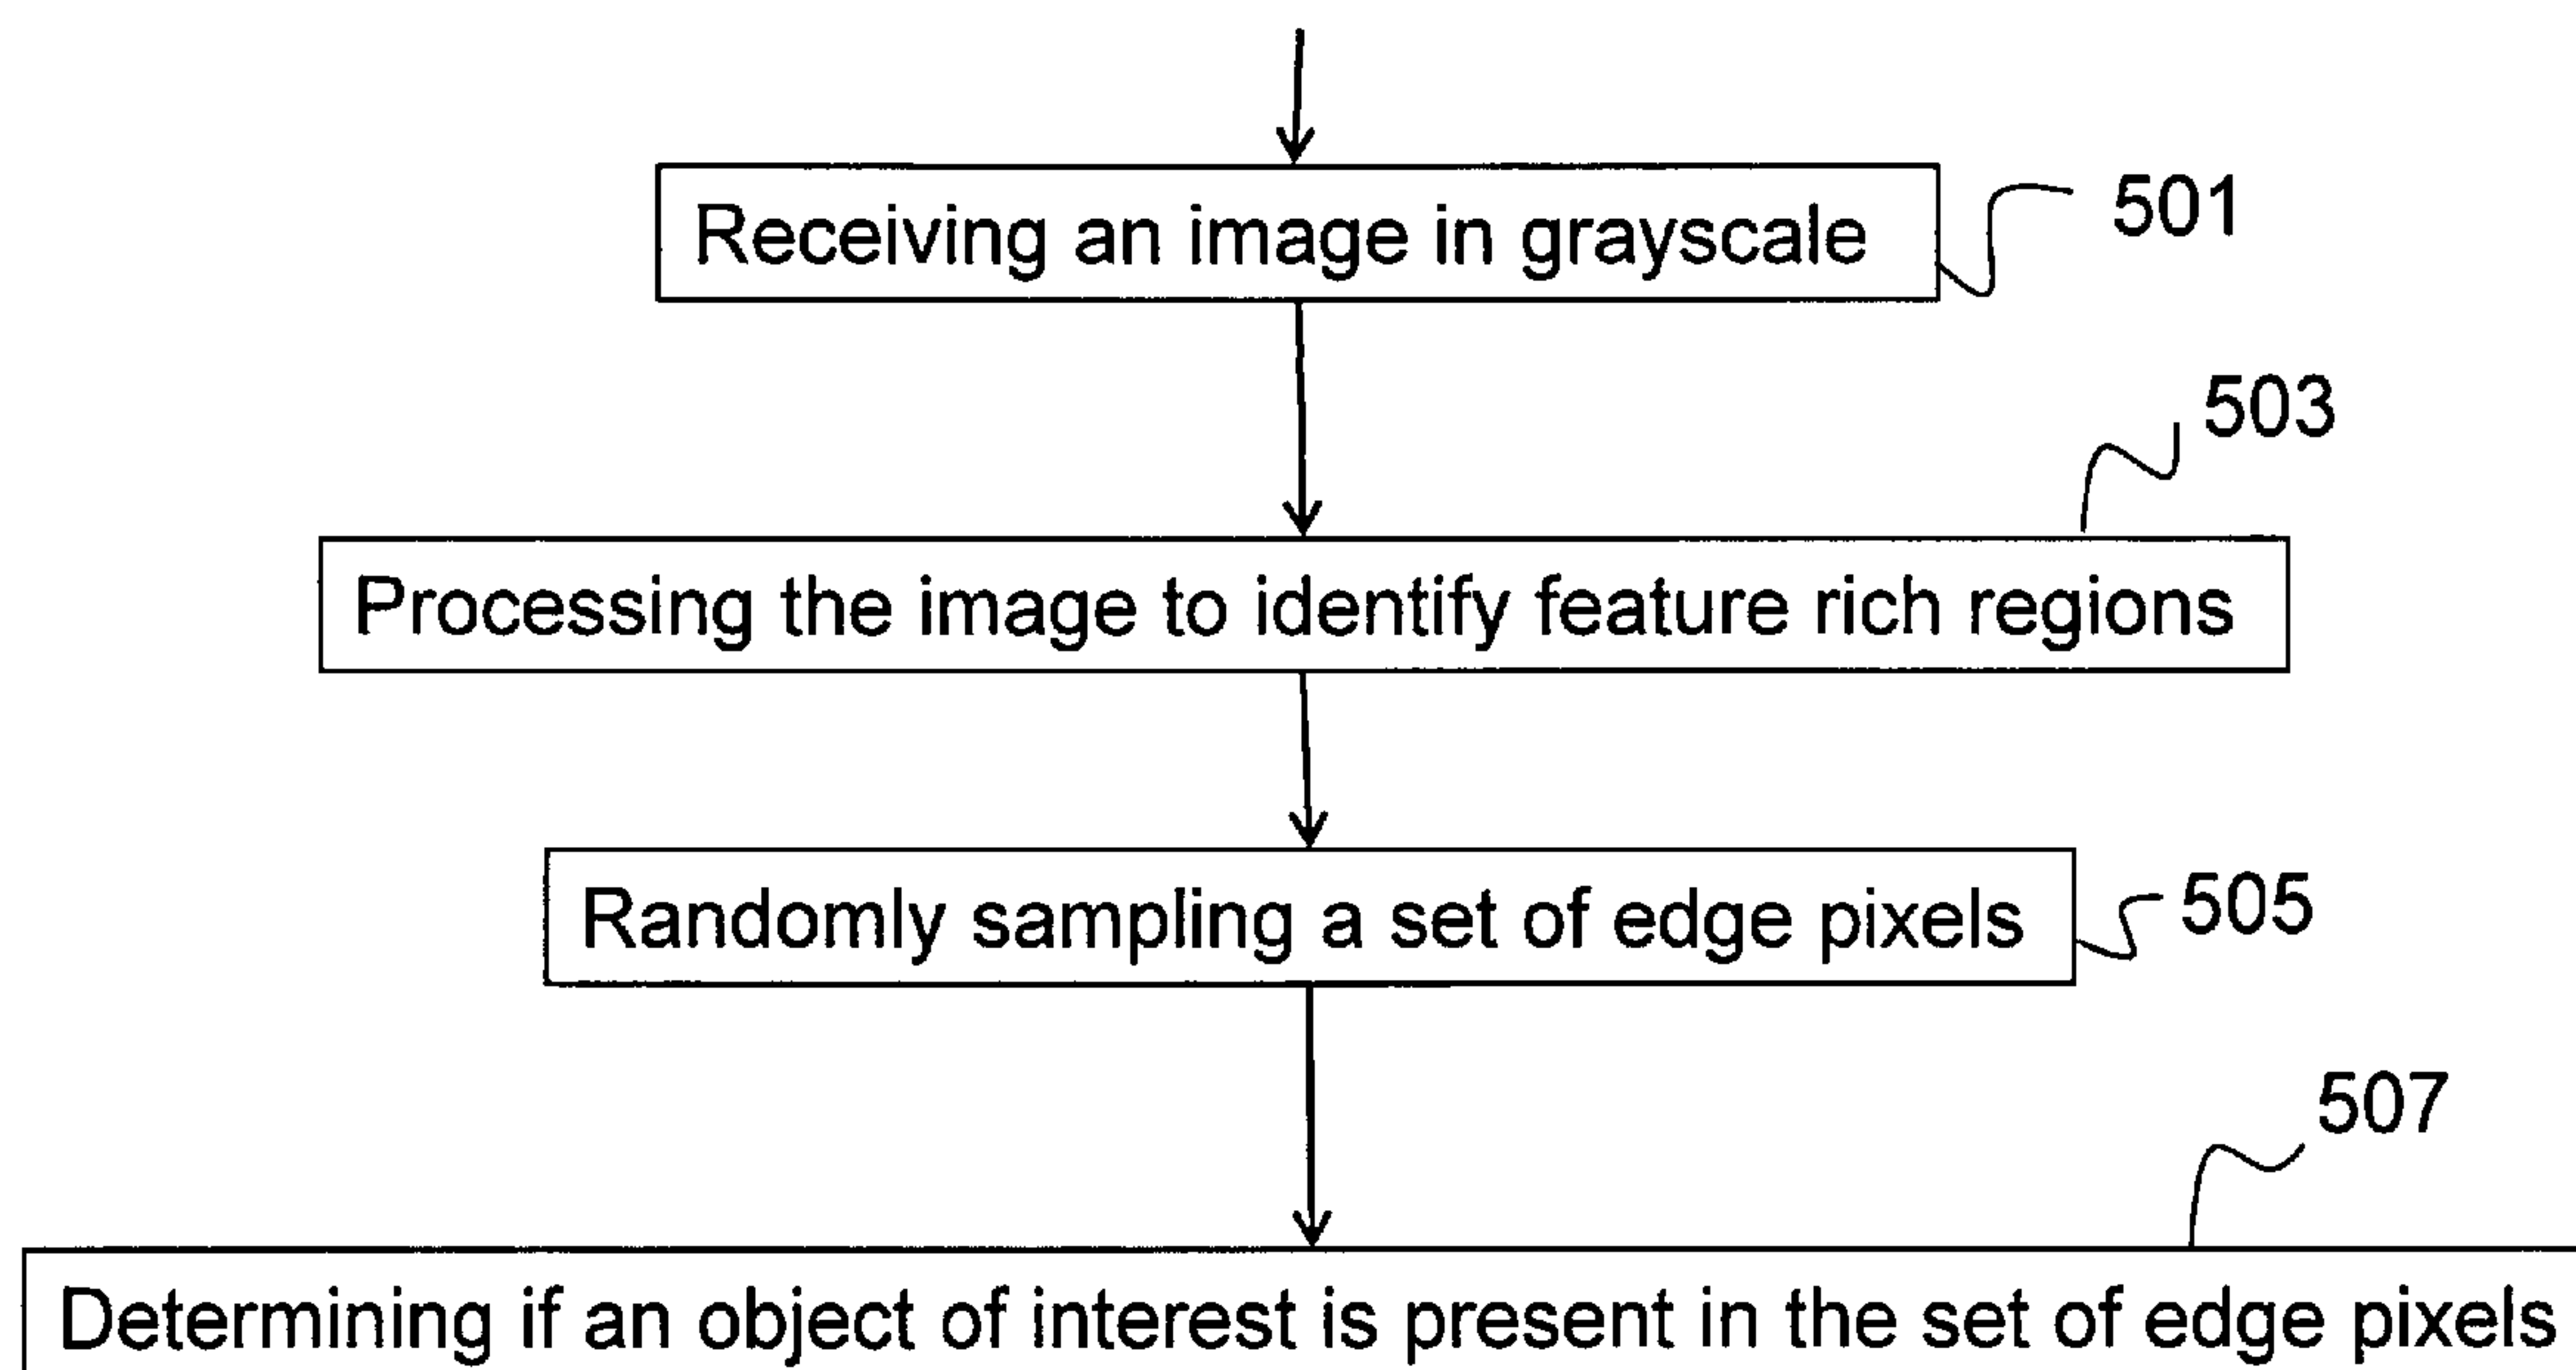 Receiving an image in grayscale
501
503
Processing the image to identify feature rich regions
Randomly sampling a set of edge pixels
505
507
Determining if an object of interest is present in the set of edge pixels